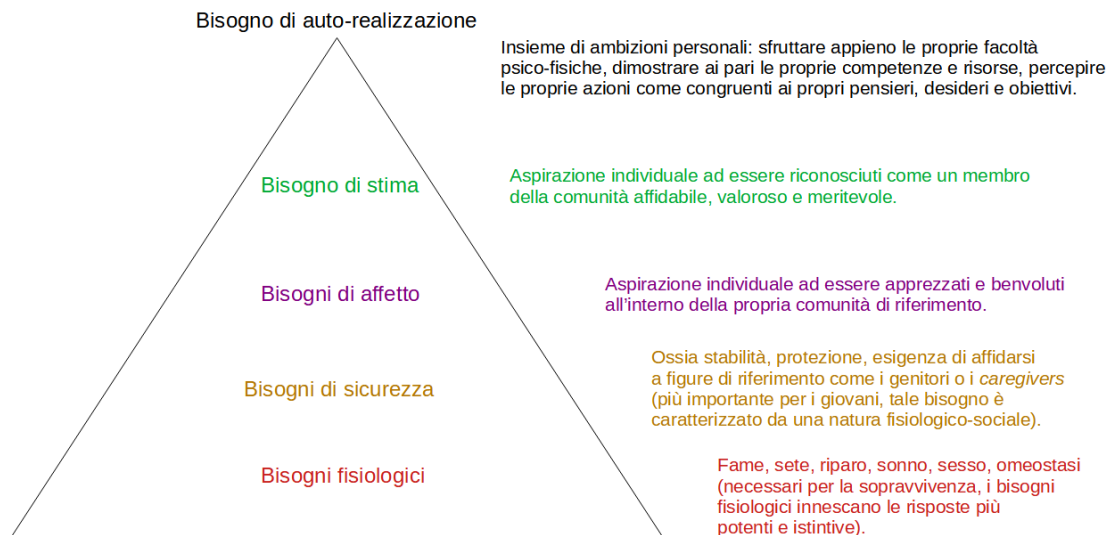 Bisogno di auto-realizzazione
Insieme di ambizioni personali: sfruttare appieno le proprie facoltà
psico-fisiche, dimostrare ai pari le proprie competenze e risorse, percepire
le proprie azioni come congruenti ai propri pensieri, desideri e obiettivi.
Bisogno di stima
Aspirazione individuale ad essere riconosciuti come un membro
della comunità affidabile, valoroso e meritevole.
Bisogni di affetto
Aspirazione individuale ad essere apprezzati e benvoluti
all’interno della propria comunità di riferimento.
Bisogni di sicurezza
Ossia stabilità, protezione, esigenza di affidarsi
a figure di riferimento come i genitori o i caregivers
(più importante per i giovani, tale bisogno è
caratterizzato da una natura fisiologico-sociale).
Bisogni fisiologici
Fame, sete, riparo, sonno, sesso, omeostasi
(necessari per la sopravvivenza, i bisogni
fisiologici innescano le risposte più
potenti e istintive).